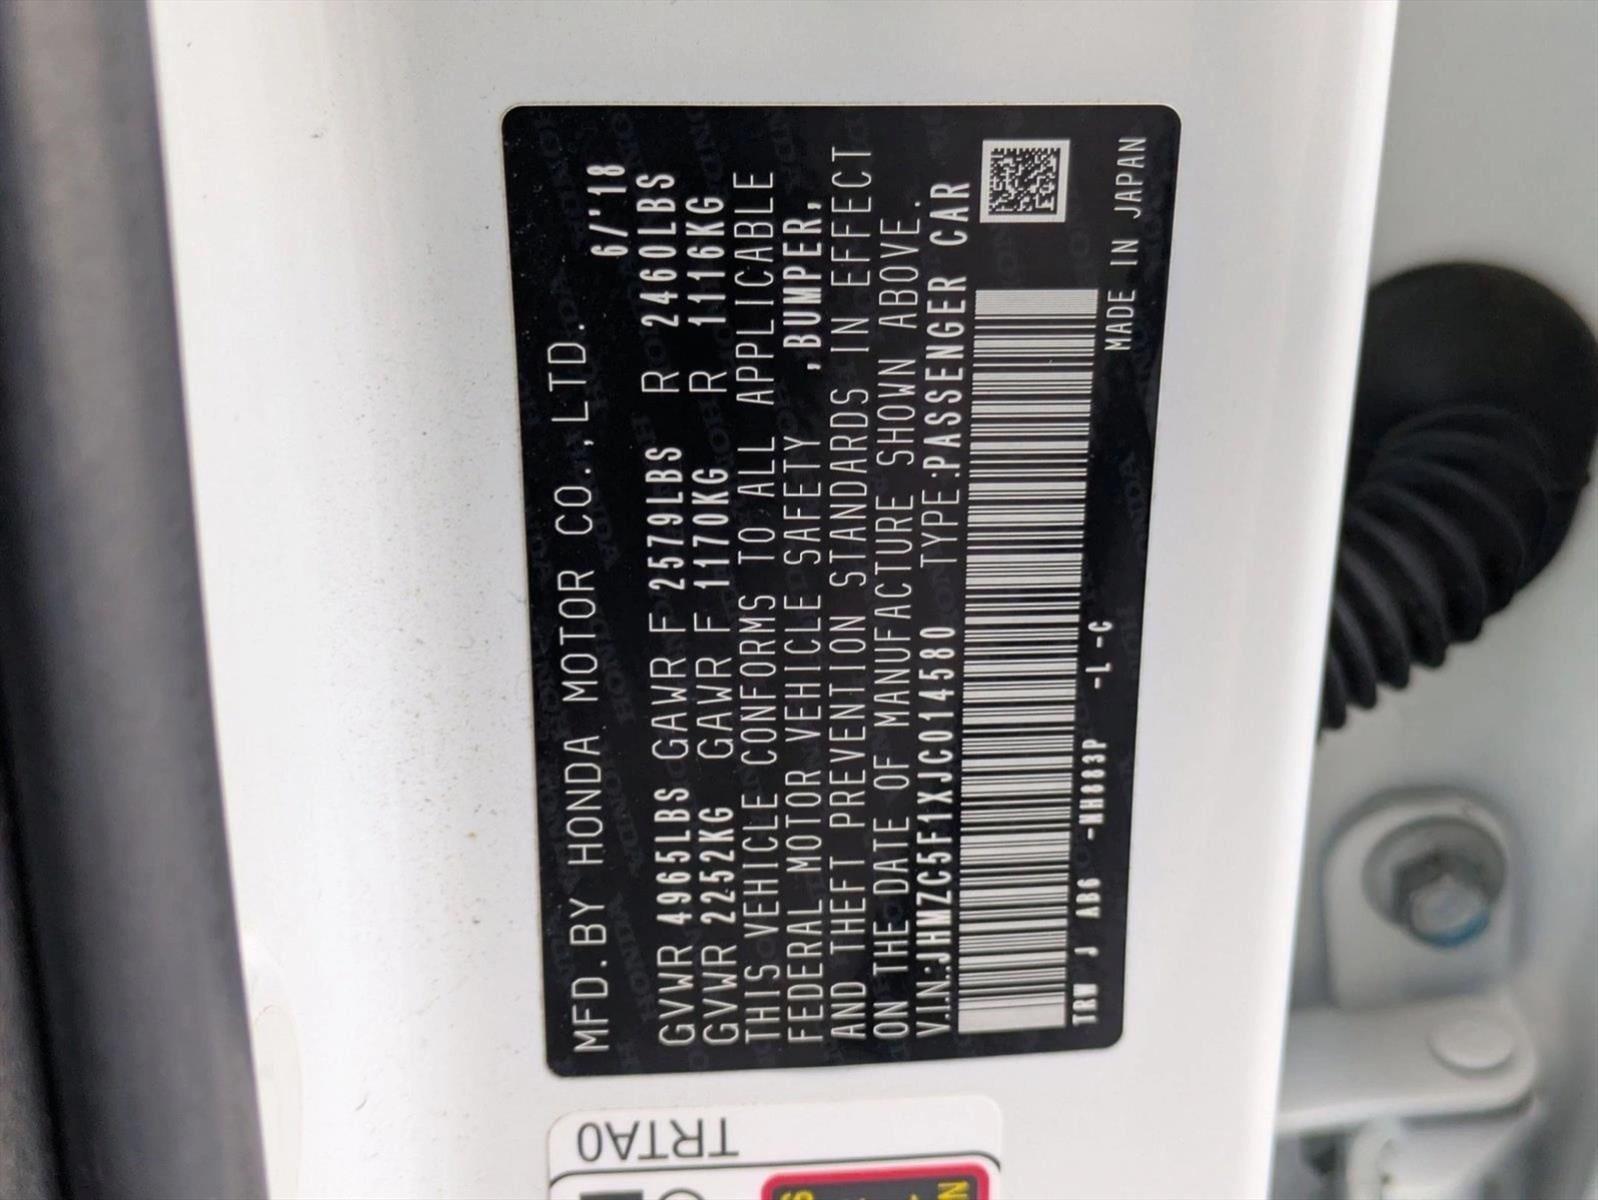 MFD.BY HONDA MOTOR CO.,LTD. 6/'18
GVWR 4965LBS GAWR F 2579LBS R 2460LBS
GVWR 2252KG GAWR F 1170KG R 1116KG
THIS VEHICLE CONFORMS TO ALL APPLICABLE
FEDERAL MOTOR VEHICLE SAFETY ,BUMPER,
AND THEFT PREVENTION STANDARDS IN EFFECT
ON THE DATE OF MANUFACTURE SHOWN ABOVE.
V.I.N.:JHMZC5F1XJC014580 TYPE:PASSENGER CAR
TRW J AB6 -NH883P -L-C
MADE IN JAPAN
TRTA0